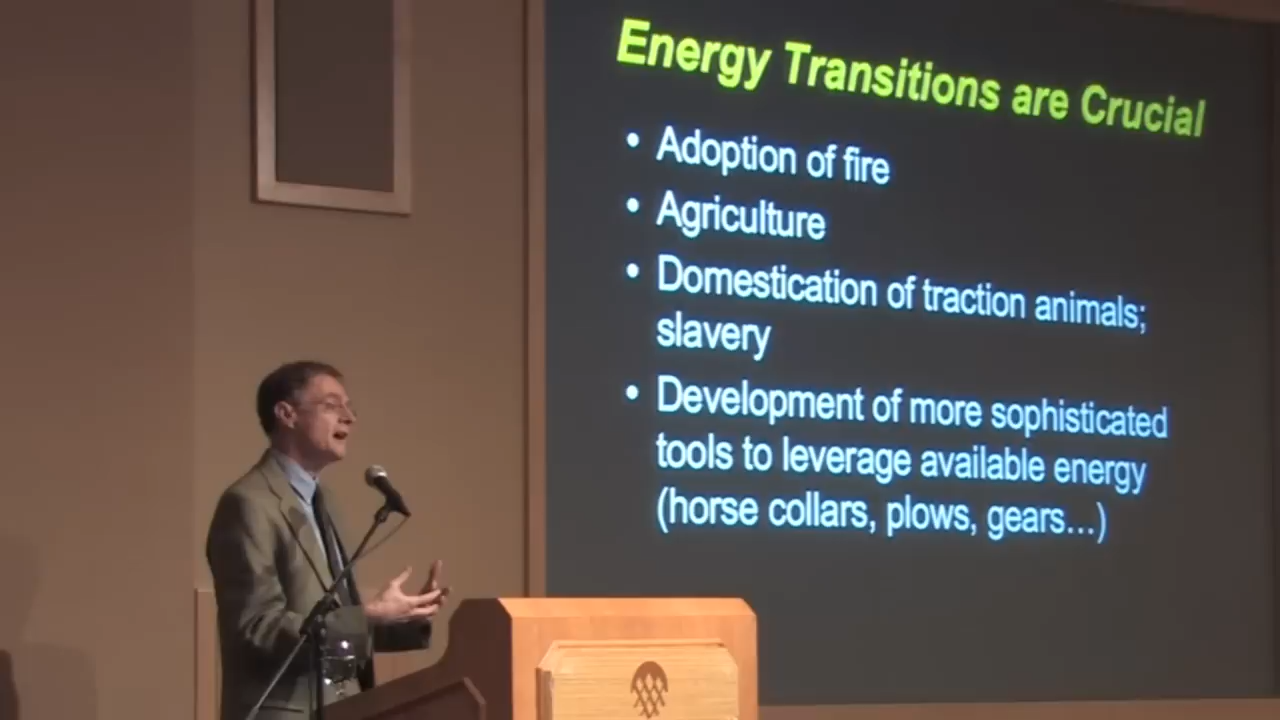 Energy Transitions are Crucial
• Adoption of fire
• Agriculture
• Domestication of traction animals;
slavery
• Development of more sophisticated
tools to leverage available energy
(horse collars, plows, gears...)